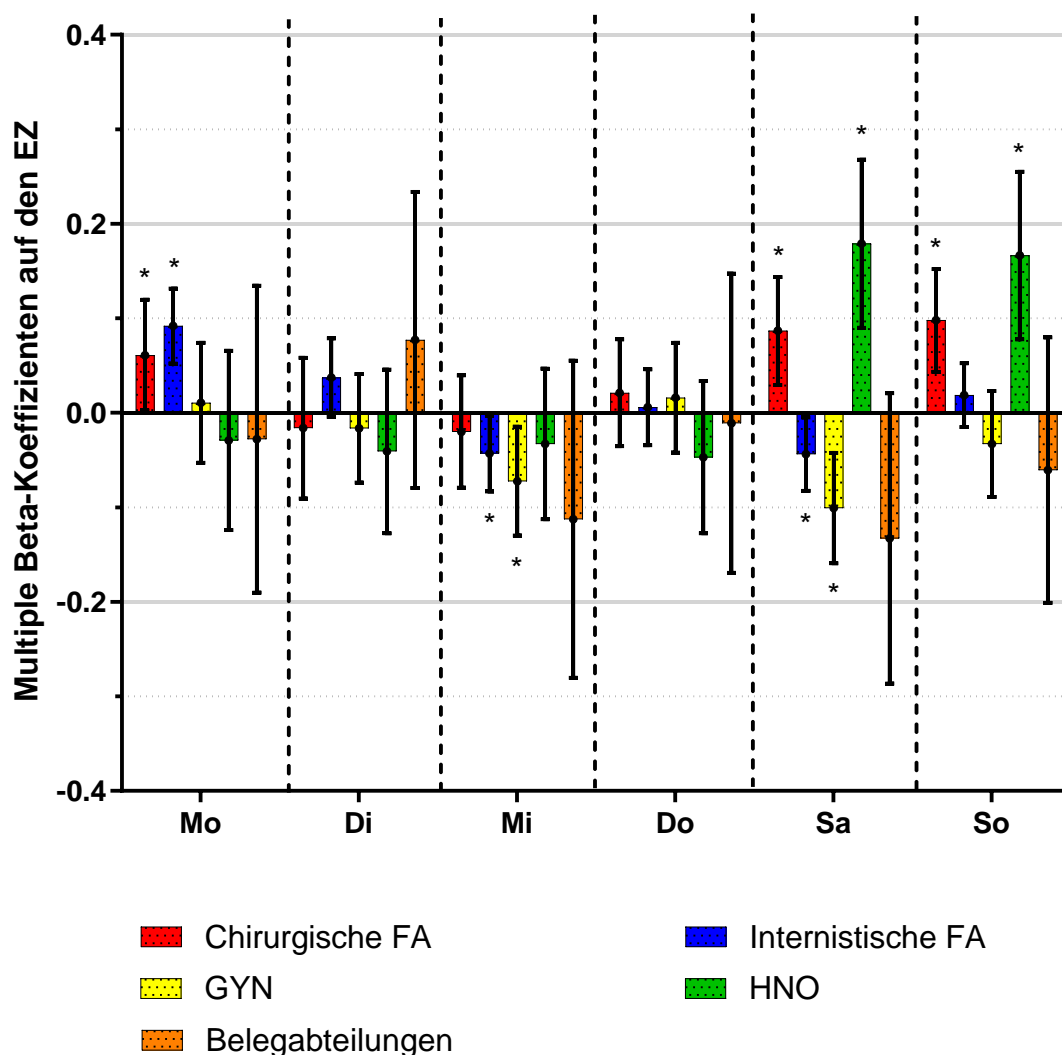 Multiple Beta-Koeffizienten auf den EZ
0.4
0.2
0.0
-0.2
-0.4
* * * * * * * * * *
Mo Di Mi Do Sa So
Chirurgische FA
Internistische FA
GYN
HNO
Belegabteilungen